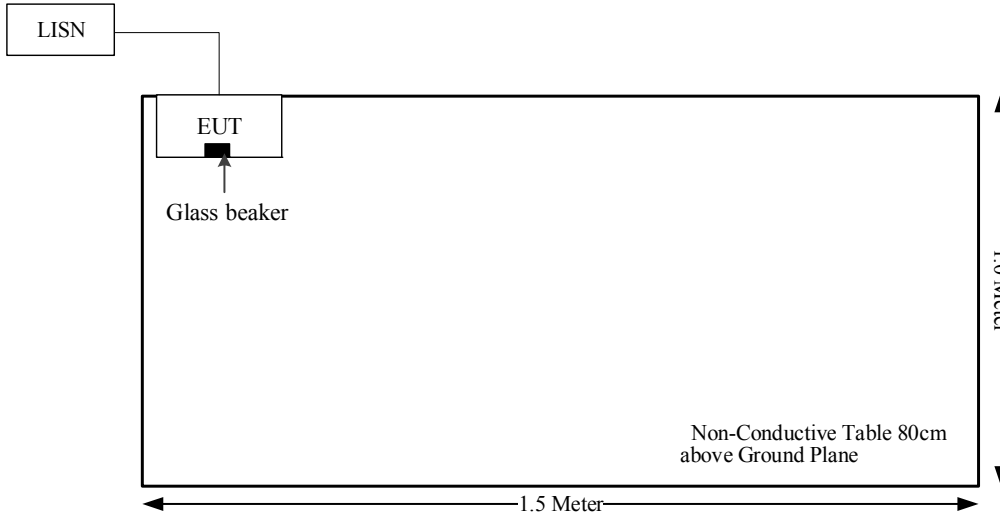 LISN
EUT
Glass beaker
Non-Conductive Table 80cm
above Ground Plane
1.5 Meter